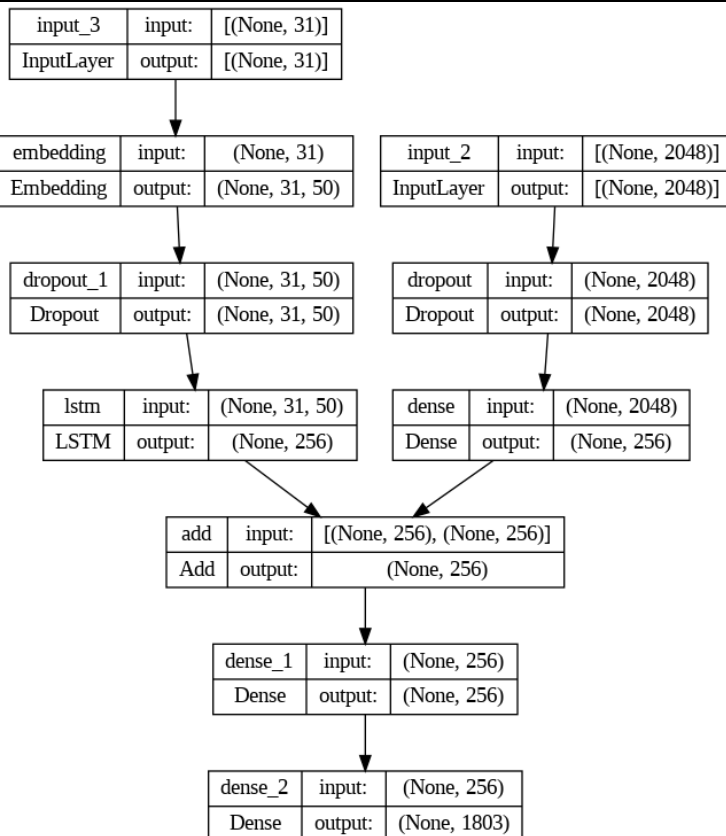 input_3 input: [(None, 31)]
InputLayer output: [(None, 31)]
embedding input: (None, 31)
Embedding output: (None, 31, 50)
input_2 input: [(None, 2048)]
InputLayer output: [(None, 2048)]
dropout_1 input: (None, 31, 50)
Dropout output: (None, 31, 50)
dropout input: (None, 2048)
Dropout output: (None, 2048)
lstm input: (None, 31, 50)
LSTM output: (None, 256)
dense input: (None, 2048)
Dense output: (None, 256)
add input: [(None, 256), (None, 256)]
Add output: (None, 256)
dense_1 input: (None, 256)
Dense output: (None, 256)
dense_2 input: (None, 256)
Dense output: (None, 1803)